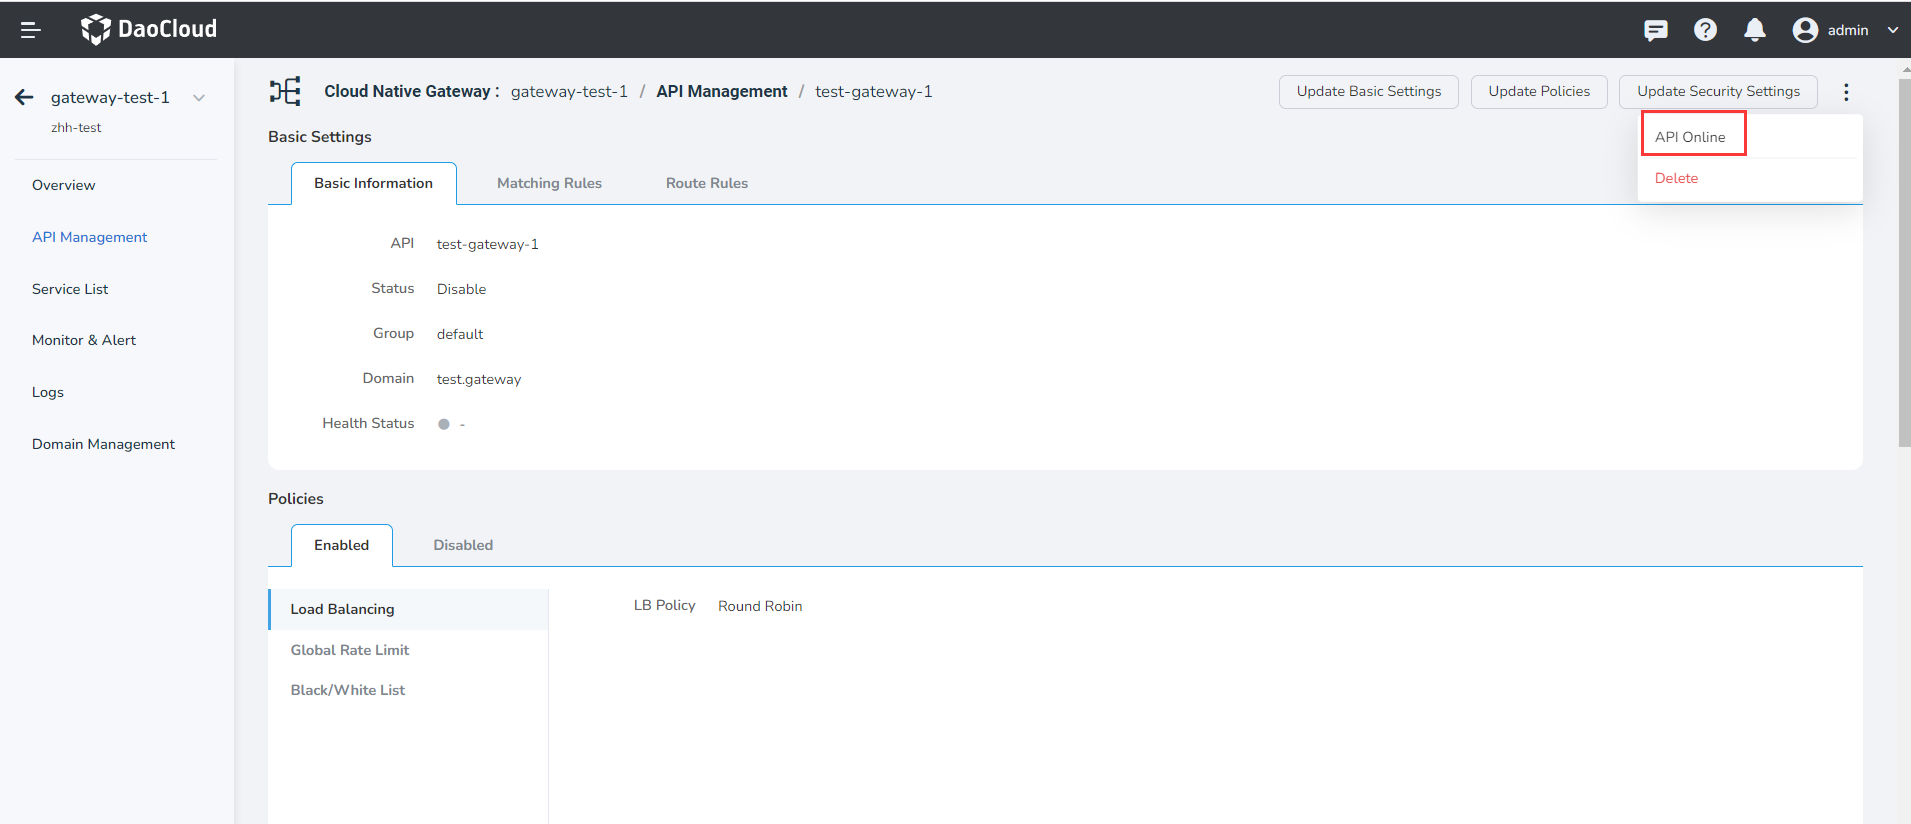 DaoCloud
admin
gateway-test-1
zhh-test
Overview
API Management
Service List
Monitor & Alert
Logs
Domain Management
Cloud Native Gateway : gateway-test-1 / API Management / test-gateway-1
Update Basic Settings
Update Policies
Update Security Settings
API Online
Delete
Basic Settings
Basic Information
Matching Rules
Route Rules
API test-gateway-1
Status Disable
Group default
Domain test.gateway
Health Status -
Policies
Enabled
Disabled
Load Balancing
Global Rate Limit
Black/White List
LB Policy Round Robin